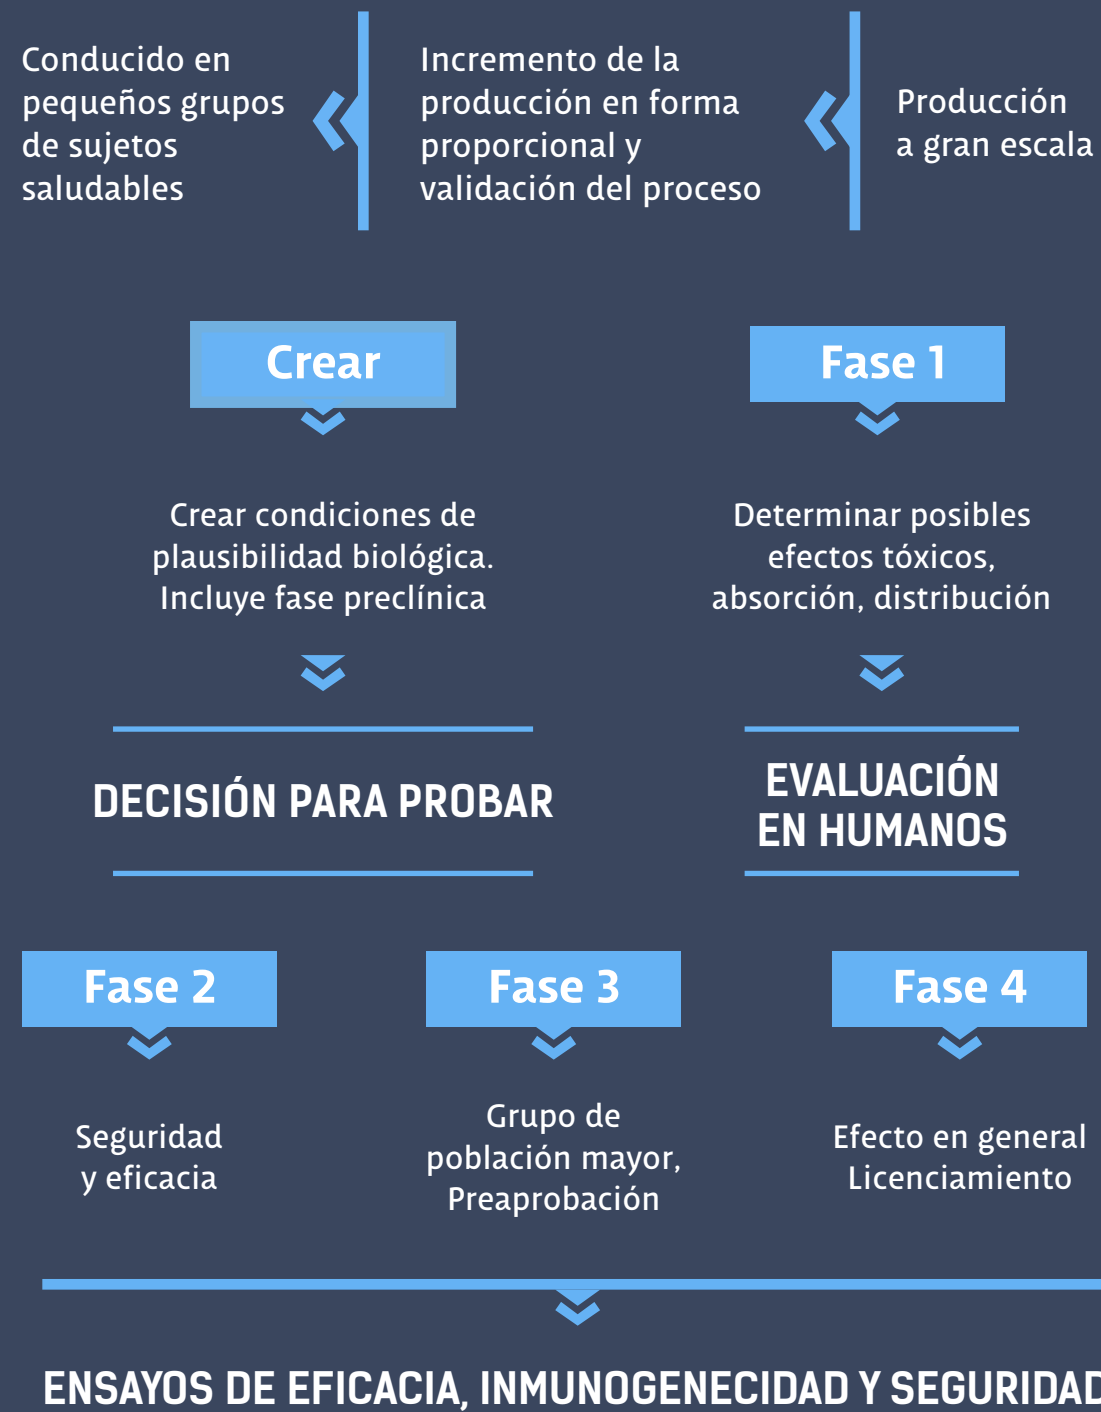 Conducido en
pequeños grupos
de sujetos
saludables
Incremento de la
producción en forma
proporcional y
validación del proceso
Producción
a gran escala
Crear
Crear condiciones de
plausibilidad biológica.
Incluye fase preclínica
DECISIÓN PARA PROBAR
Fase 1
Determinar posibles
efectos tóxicos,
absorción, distribución
EVALUACIÓN
EN HUMANOS
Fase 2
Seguridad
y eficacia
Fase 3
Grupo de
población mayor,
Preaprobación
Fase 4
Efecto en general
Licenciamiento
ENSAYOS DE EFICACIA, INMUNOGENECIDAD Y SEGURIDAD